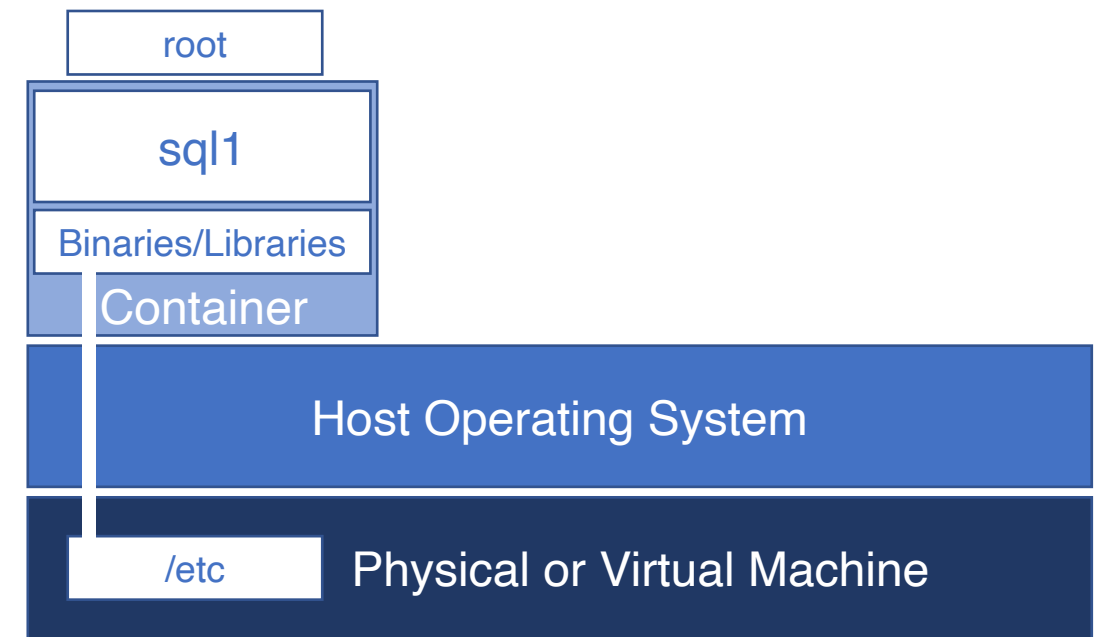 root
sql1
Binaries/Libraries
Container
Host Operating System
/etc
Physical or Virtual Machine